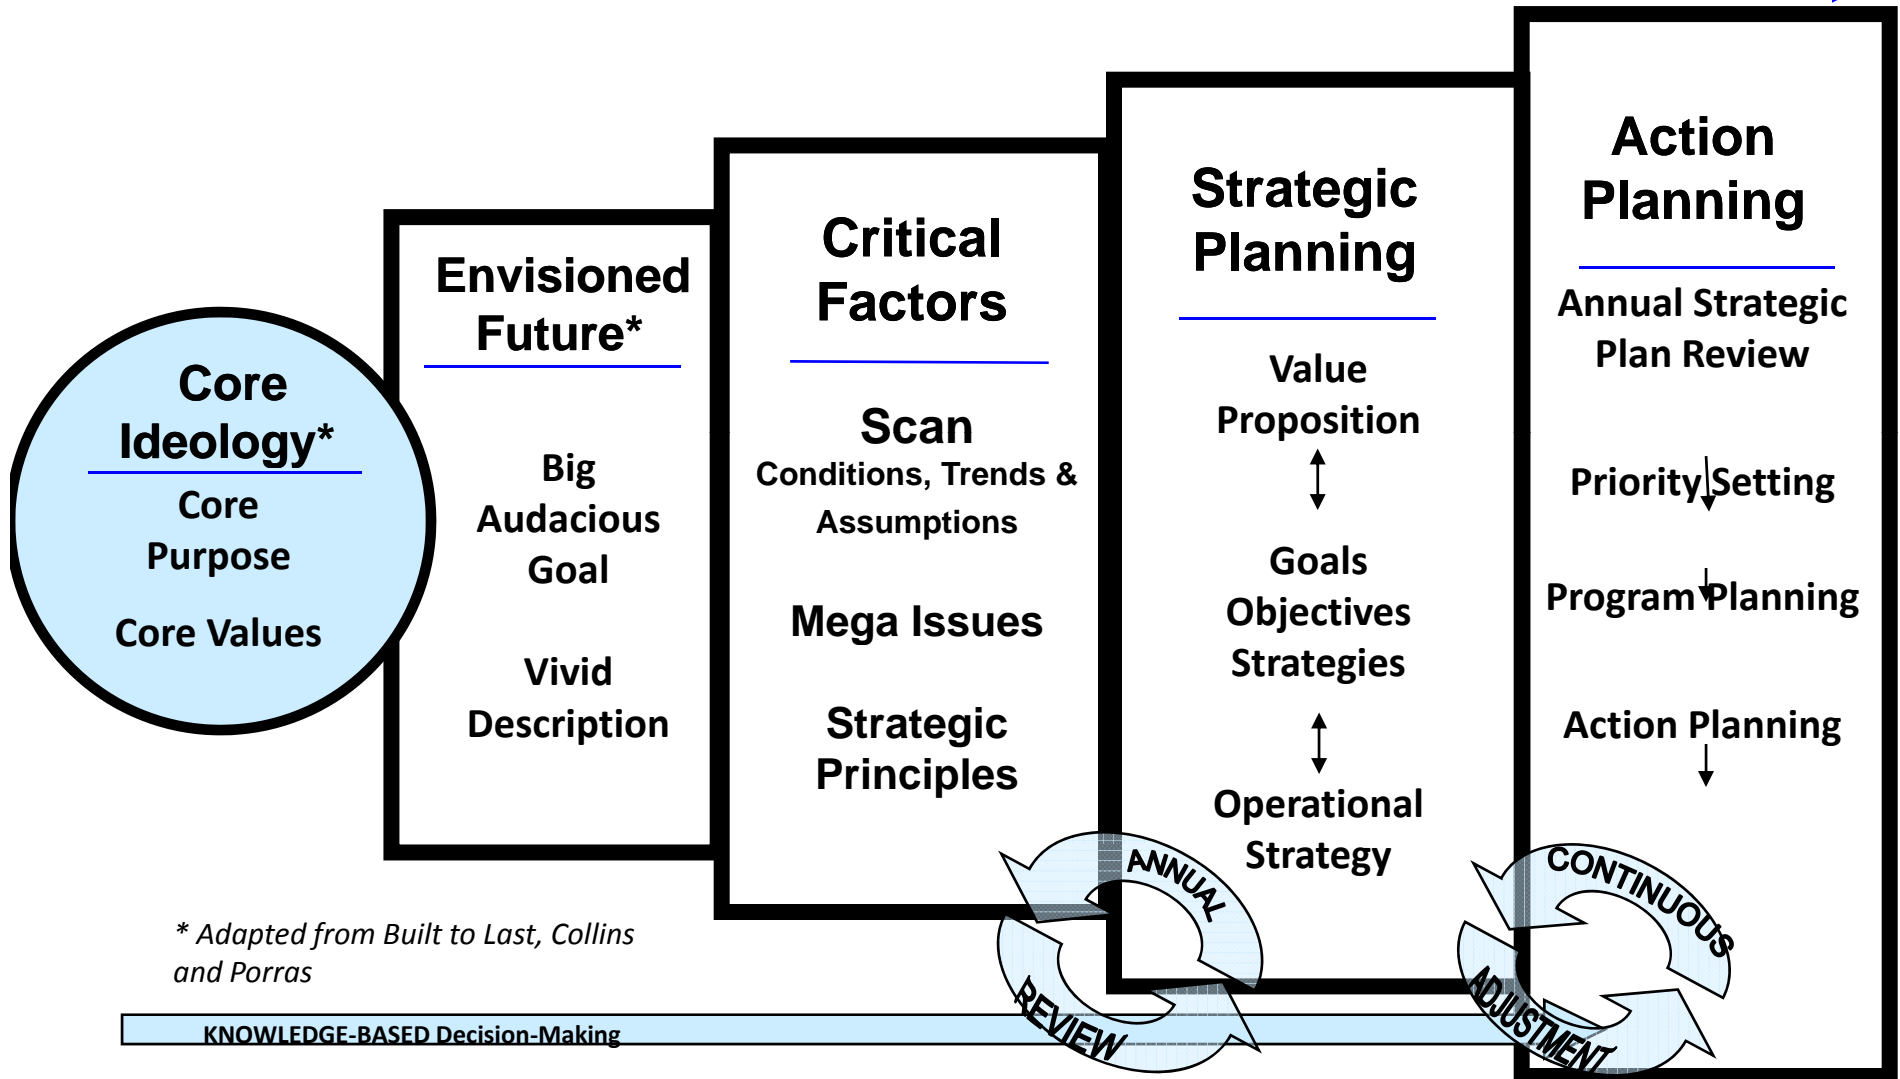 Core
Ideology*
Core
Purpose
Core Values
Envisioned
Future*
Big
Audacious
Goal
Vivid
Description
Critical
Factors
Scan
Conditions, Trends &
Assumptions
Mega Issues
Strategic
Principles
Strategic
Planning
Value
Proposition
Goals
Objectives
Strategies
Operational
Strategy
Action
Planning
Annual Strategic
Plan Review
Priority Setting
Program Planning
Action Planning
ANNUAL
REVIEW
CONTINUOUS
ADJUSTMENT
* Adapted from Built to Last, Collins
and Porras
KNOWLEDGE-BASED Decision-Making